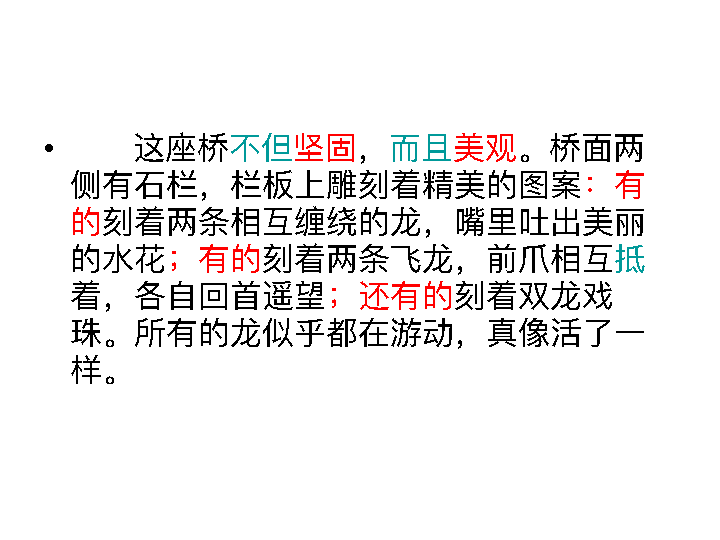 • 这座桥不但坚固，而且美观。桥面两
侧有石栏，栏板上雕刻着精美的图案：有
的刻着两条相互缠绕的龙，嘴里吐出美丽
的水花；有的刻着两条飞龙，前爪相互抵
着，各自回首遥望；还有的刻着双龙戏
珠。所有的龙似乎都在游动，真像活了一
样。